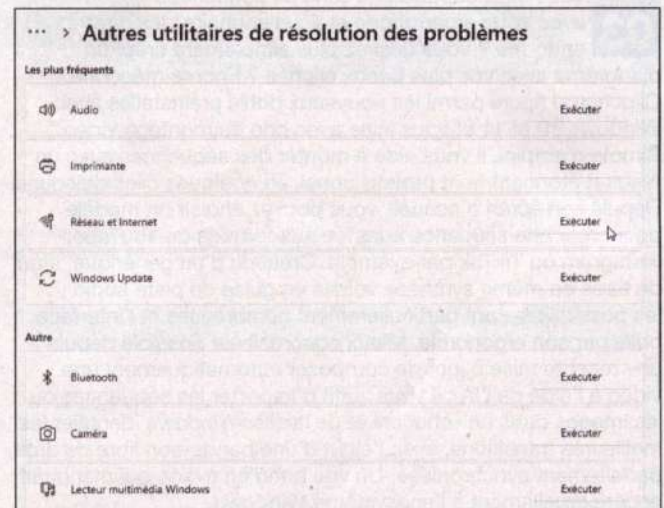 ··· > Autres utilitaires de résolution des problèmes
Les plus fréquents
Audio Exécuter
Imprimante Exécuter
Réseau et Internet Exécuter
Windows Update Exécuter
Autre
Bluetooth Exécuter
Caméra Exécuter
Lecteur multimédia Windows Exécuter